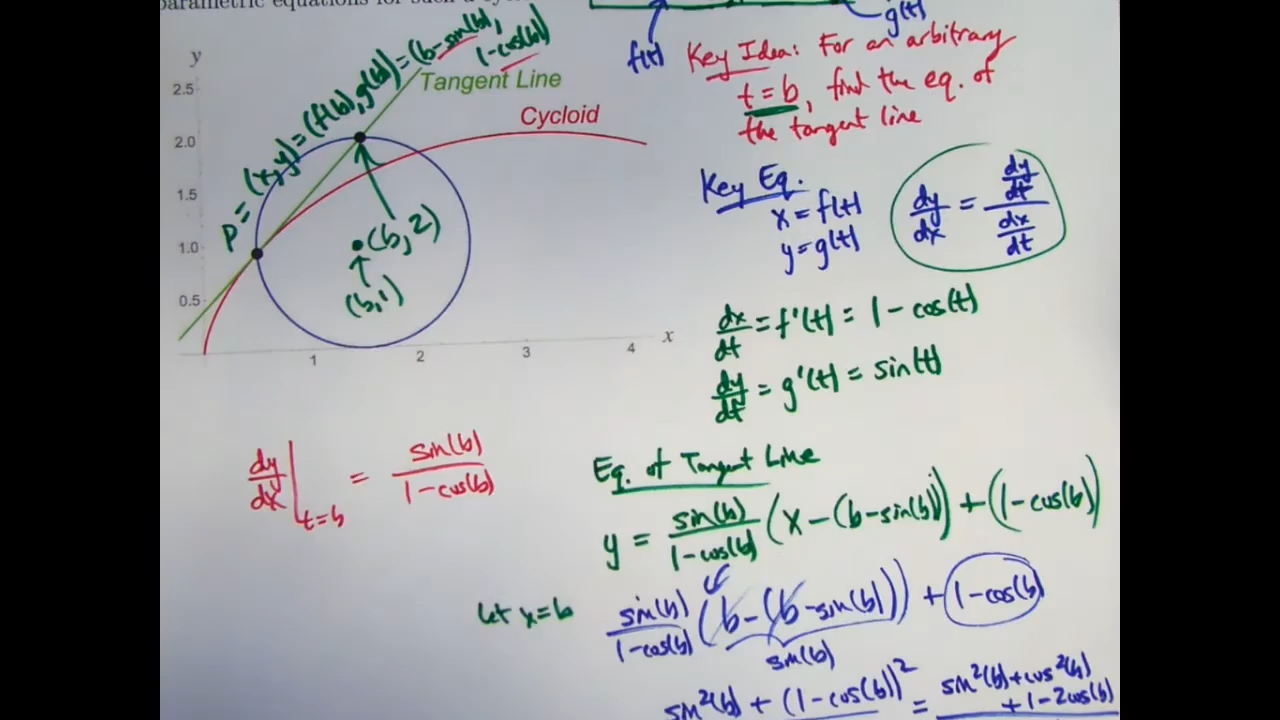 parametric equations for such a cyc
y
2.5
2.0
1.5
1.0
0.5
1
2
3
4
x
P = (x,y) = (f(b), g(b)) = (b-sin(b),
1-cos(b))
Tangent Line
Cycloid
(b,2)
(b,1)
f(t)
g(t)
Key Idea: For an arbitrary
t=b, find the eq. of
the tangent line
Key Eq.
x=f(t)
y=g(t)
dy/dx = (dy/dt)/(dx/dt)
dx/dt = f'(t) = 1-cos(t)
dy/dt = g'(t) = sin(t)
dy/dx|t=b = sin(b)/(1-cos(b))
Eq. of Tangent Line
y = sin(b)/(1-cos(b)) (x-(b-sin(b))) + (1-cos(b))
Let x=b
sin(b)/(1-cos(b)) (b-(b-sin(b))) + 1-cos(b)
sin(b)
sin²(b) + (1-cos(b))² = sin²(b)+cos²(b)
+1-2cos(b)